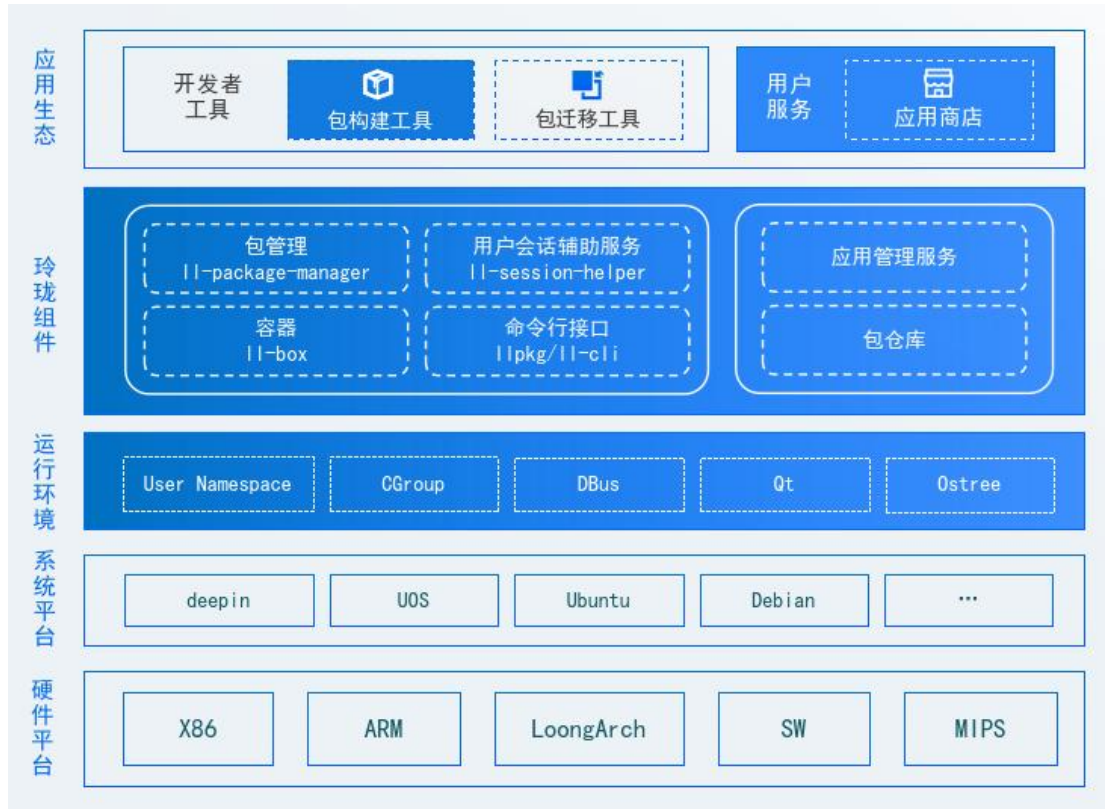 应用生态
开发者
工具
包构建工具
包迁移工具
用户
服务
应用商店
玲珑组件
包管理
ll-package-manager
用户会话辅助服务
ll-session-helper
容器
ll-box
命令行接口
llpkg/ll-cli
应用管理服务
包仓库
运行环境
User Namespace
CGroup
DBus
Qt
Ostree
系统平台
deepin
UOS
Ubuntu
Debian
…
硬件平台
X86
ARM
LoongArch
SW
MIPS